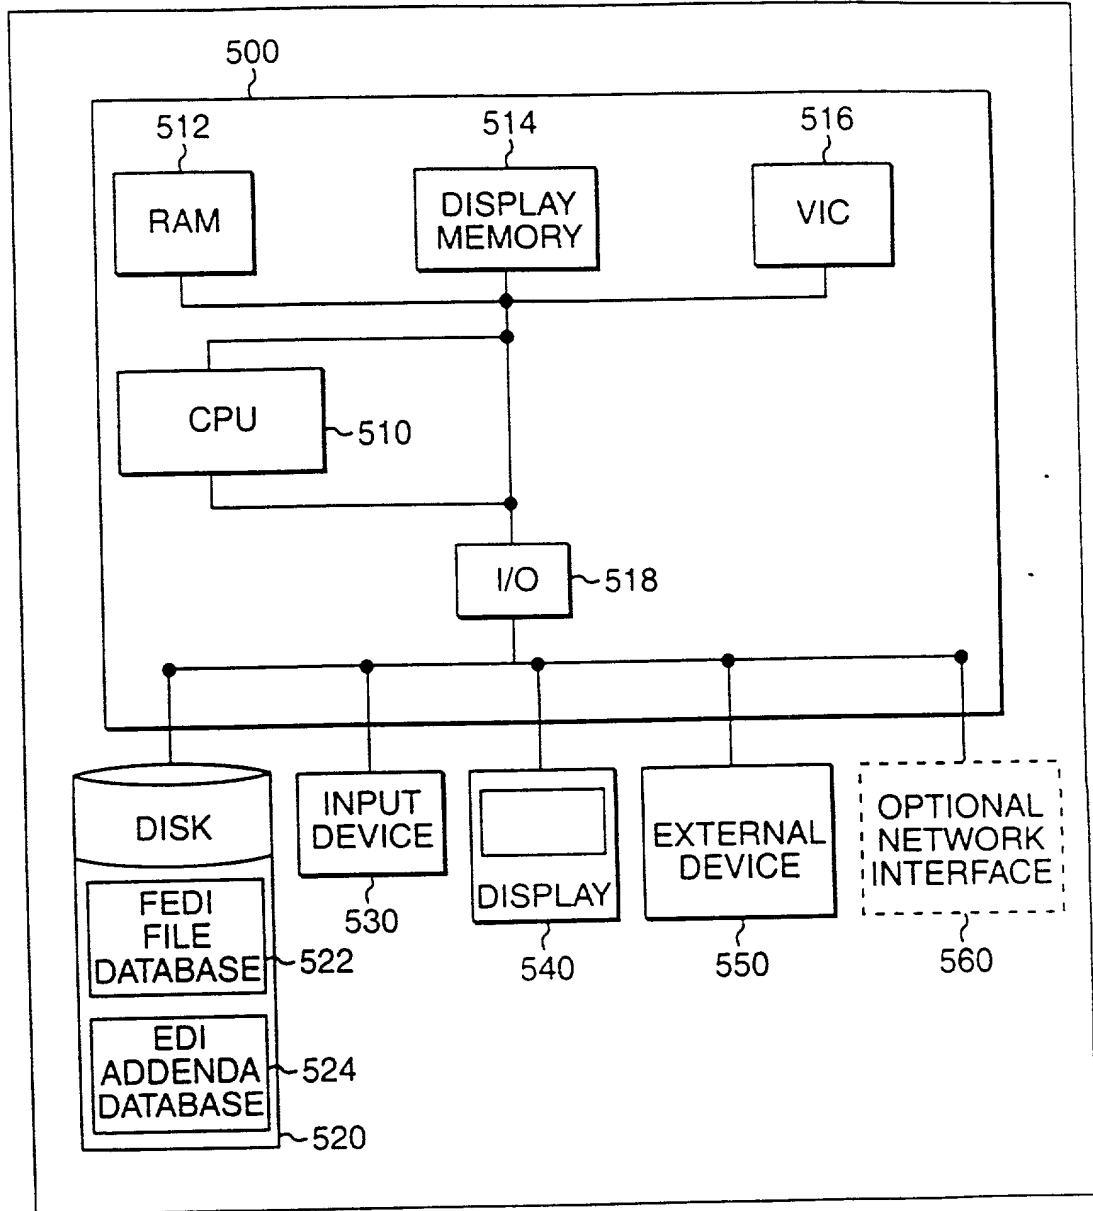 500
512
514
516
RAM
DISPLAY
MEMORY
VIC
CPU
510
I/O
518
DISK
FEDI
FILE
DATABASE
522
EDI
ADDENDA
DATABASE
524
520
INPUT
DEVICE
530
DISPLAY
540
EXTERNAL
DEVICE
550
OPTIONAL
NETWORK
INTERFACE
560